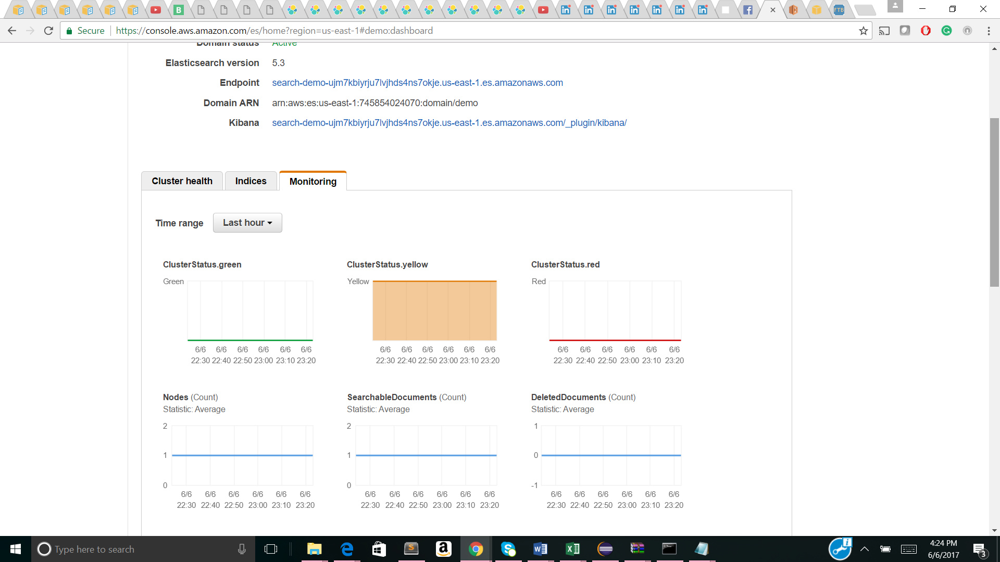 Secure https://console.aws.amazon.com/es/home?region=us-east-1#demo:dashboard
Domain status Active
Elasticsearch version 5.3
Endpoint search-demo-ujm7kbiyrju7lvjhds4ns7okje.us-east-1.es.amazonaws.com
Domain ARN arn:aws:es:us-east-1:745854024070:domain/demo
Kibana search-demo-ujm7kbiyrju7lvjhds4ns7okje.us-east-1.es.amazonaws.com/_plugin/kibana/
Cluster health Indices Monitoring
Time range Last hour
ClusterStatus.green ClusterStatus.yellow ClusterStatus.red
Green Yellow Red
6/6 6/6 6/6 6/6 6/6 6/6 6/6 6/6 6/6 6/6 6/6 6/6 6/6 6/6 6/6 6/6 6/6 6/6
22:30 22:40 22:50 23:00 23:10 23:20 22:30 22:40 22:50 23:00 23:10 23:20 22:30 22:40 22:50 23:00 23:10 23:20
Nodes (Count) SearchableDocuments (Count) DeletedDocuments (Count)
Statistic: Average Statistic: Average Statistic: Average
2 2 1
1 1 0
0 0 -1
6/6 6/6 6/6 6/6 6/6 6/6 6/6 6/6 6/6 6/6 6/6 6/6 6/6 6/6 6/6 6/6 6/6 6/6
22:30 22:40 22:50 23:00 23:10 23:20 22:30 22:40 22:50 23:00 23:10 23:20 22:30 22:40 22:50 23:00 23:10 23:20
Type here to search
4:24 PM
6/6/2017
3